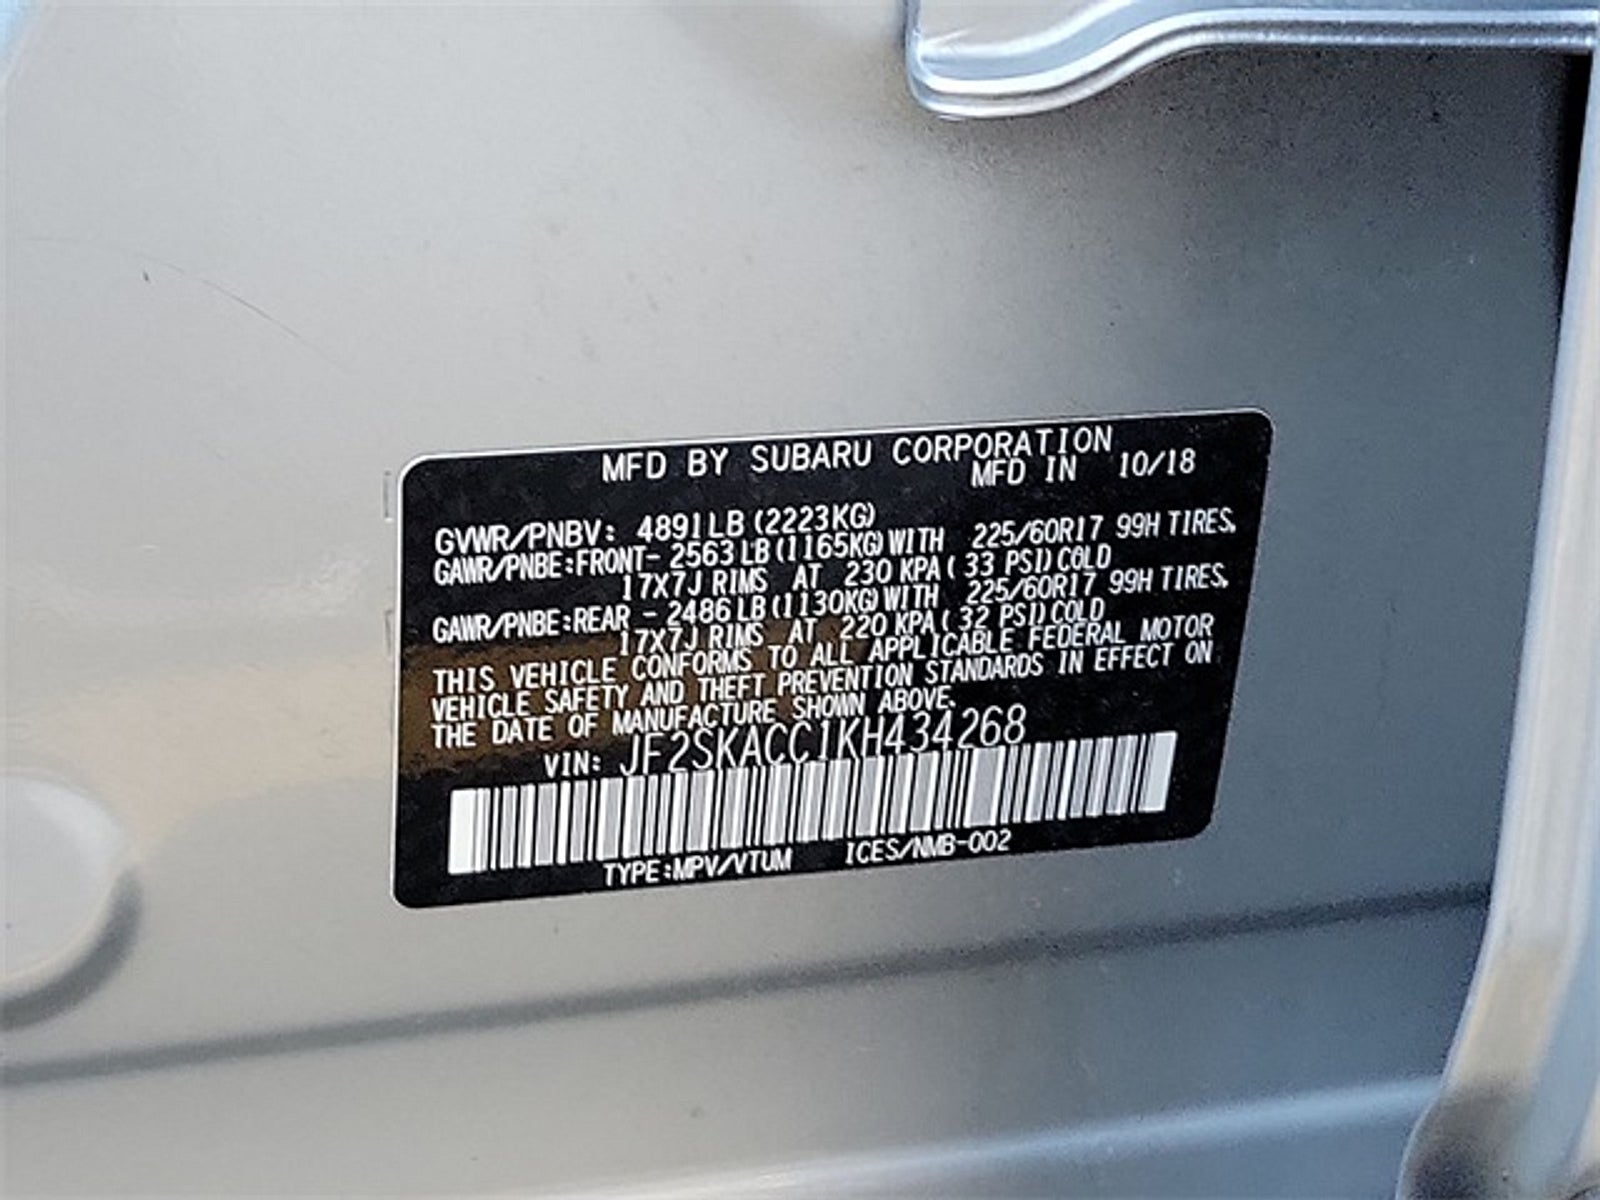 MFD BY SUBARU CORPORATION
MFD IN 10/18
GVWR/PNBV: 4891LB (2223KG)
GAWR/PNBE:FRONT- 2563LB (1165KG)WITH 225/60R17 99H TIRES,
17X7J RIMS AT 230 KPA( 33 PSI)COLD
GAWR/PNBE:REAR - 2486LB (1130KG)WITH 225/60R17 99H TIRES,
17X7J RIMS AT 220 KPA( 32 PSI)COLD
THIS VEHICLE CONFORMS TO ALL APPLICABLE FEDERAL MOTOR
VEHICLE SAFETY AND THEFT PREVENTION STANDARDS IN EFFECT ON
THE DATE OF MANUFACTURE SHOWN ABOVE.
VIN: JF2SKACC1KH434268
TYPE:MPV/VTUM ICES/NMB-002